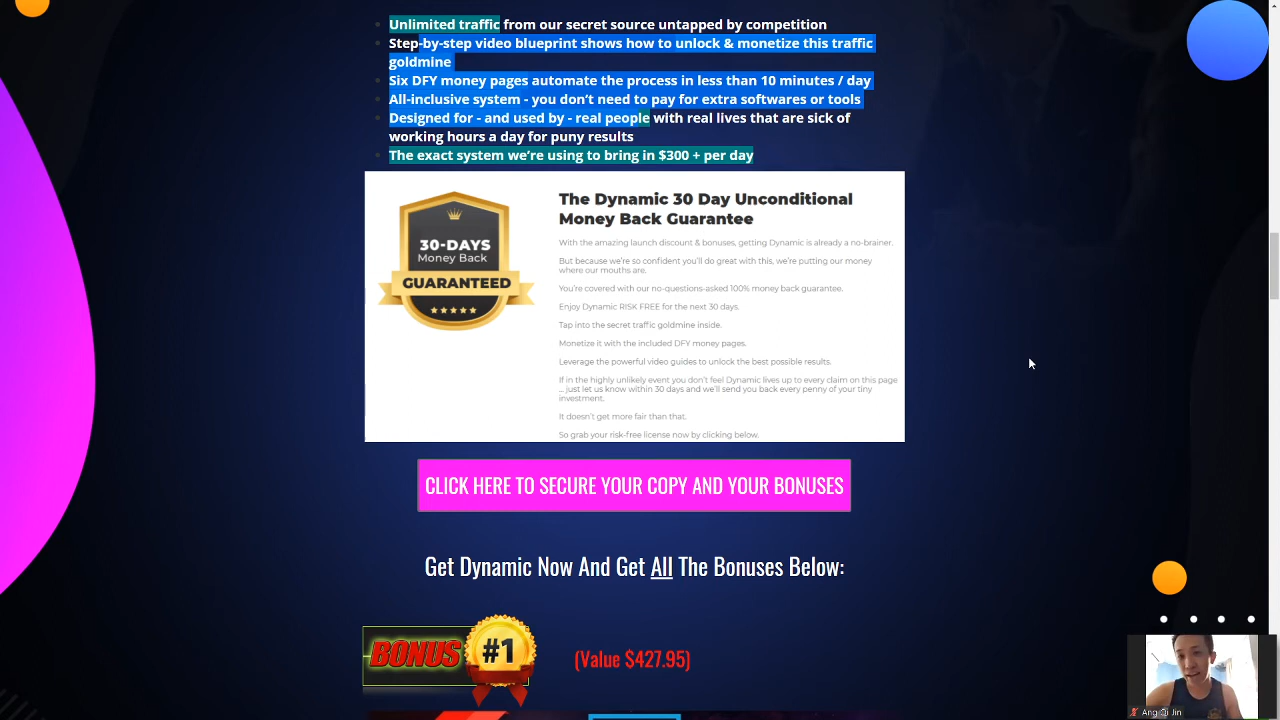 Unlimited traffic from our secret source untapped by competition
Step-by-step video blueprint shows how to unlock & monetize this traffic
goldmine
Six DFY money pages automate the process in less than 10 minutes / day
All-inclusive system - you don't need to pay for extra softwares or tools
Designed for - and used by - real people with real lives that are sick of
working hours a day for puny results
The exact system we're using to bring in $300 + per day
30-DAYS
Money Back
GUARANTEED
The Dynamic 30 Day Unconditional
Money Back Guarantee
With the amazing launch discount & bonuses, getting Dynamic is already a no-brainer.
But because we're so confident you'll do great with this, we're putting our money
where our mouths are.
You're covered with our no-questions-asked 100% money back guarantee.
Enjoy Dynamic RISK FREE for the next 30 days.
Tap into the secret traffic goldmine inside.
Monetize it with the included DFY money pages.
Leverage the powerful video guides to unlock the best possible results.
If in the highly unlikely event you don't feel Dynamic lives up to every claim on this page
... just let us know within 30 days and we'll send you back every penny of your tiny
investment.
It doesn't get more fair than that.
So grab your risk-free license now by clicking below.
CLICK HERE TO SECURE YOUR COPY AND YOUR BONUSES
Get Dynamic Now And Get All The Bonuses Below:
BONUS #1
(Value $427.95)
Ang @ Jin